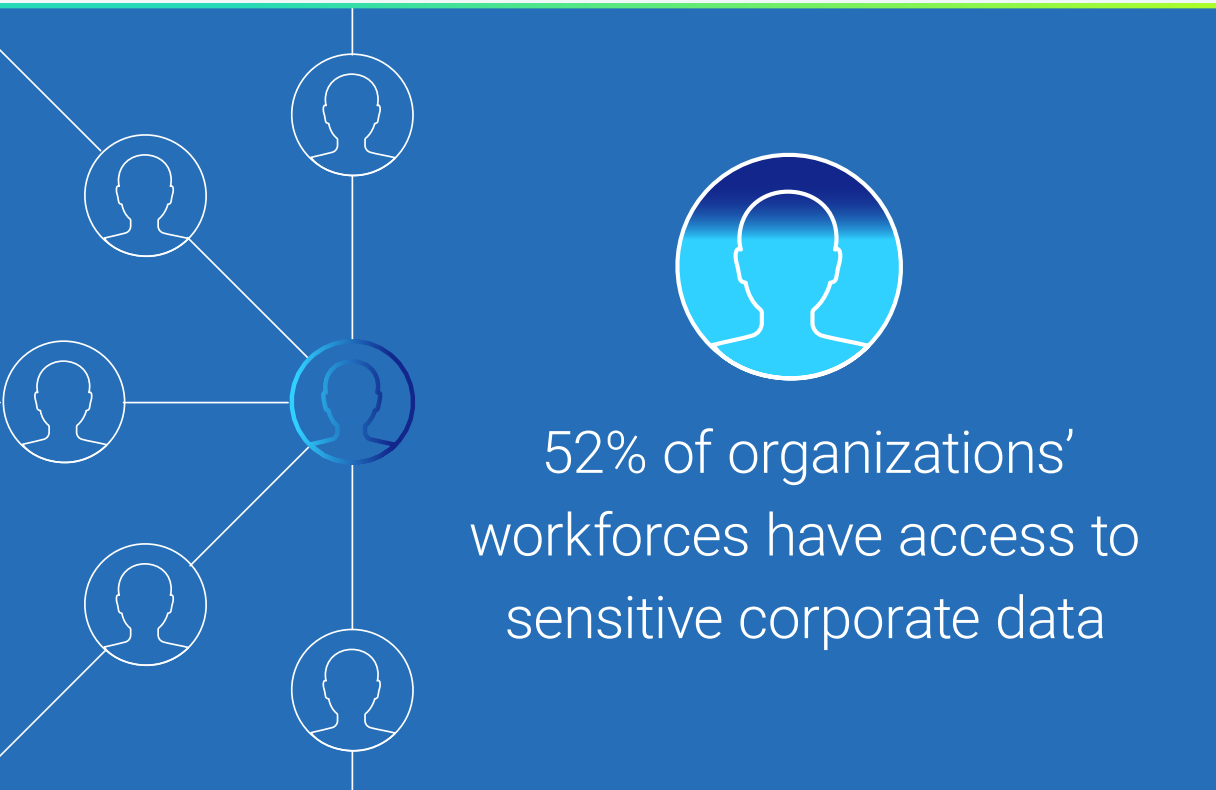 52% of organizations’
workforces have access to
sensitive corporate data